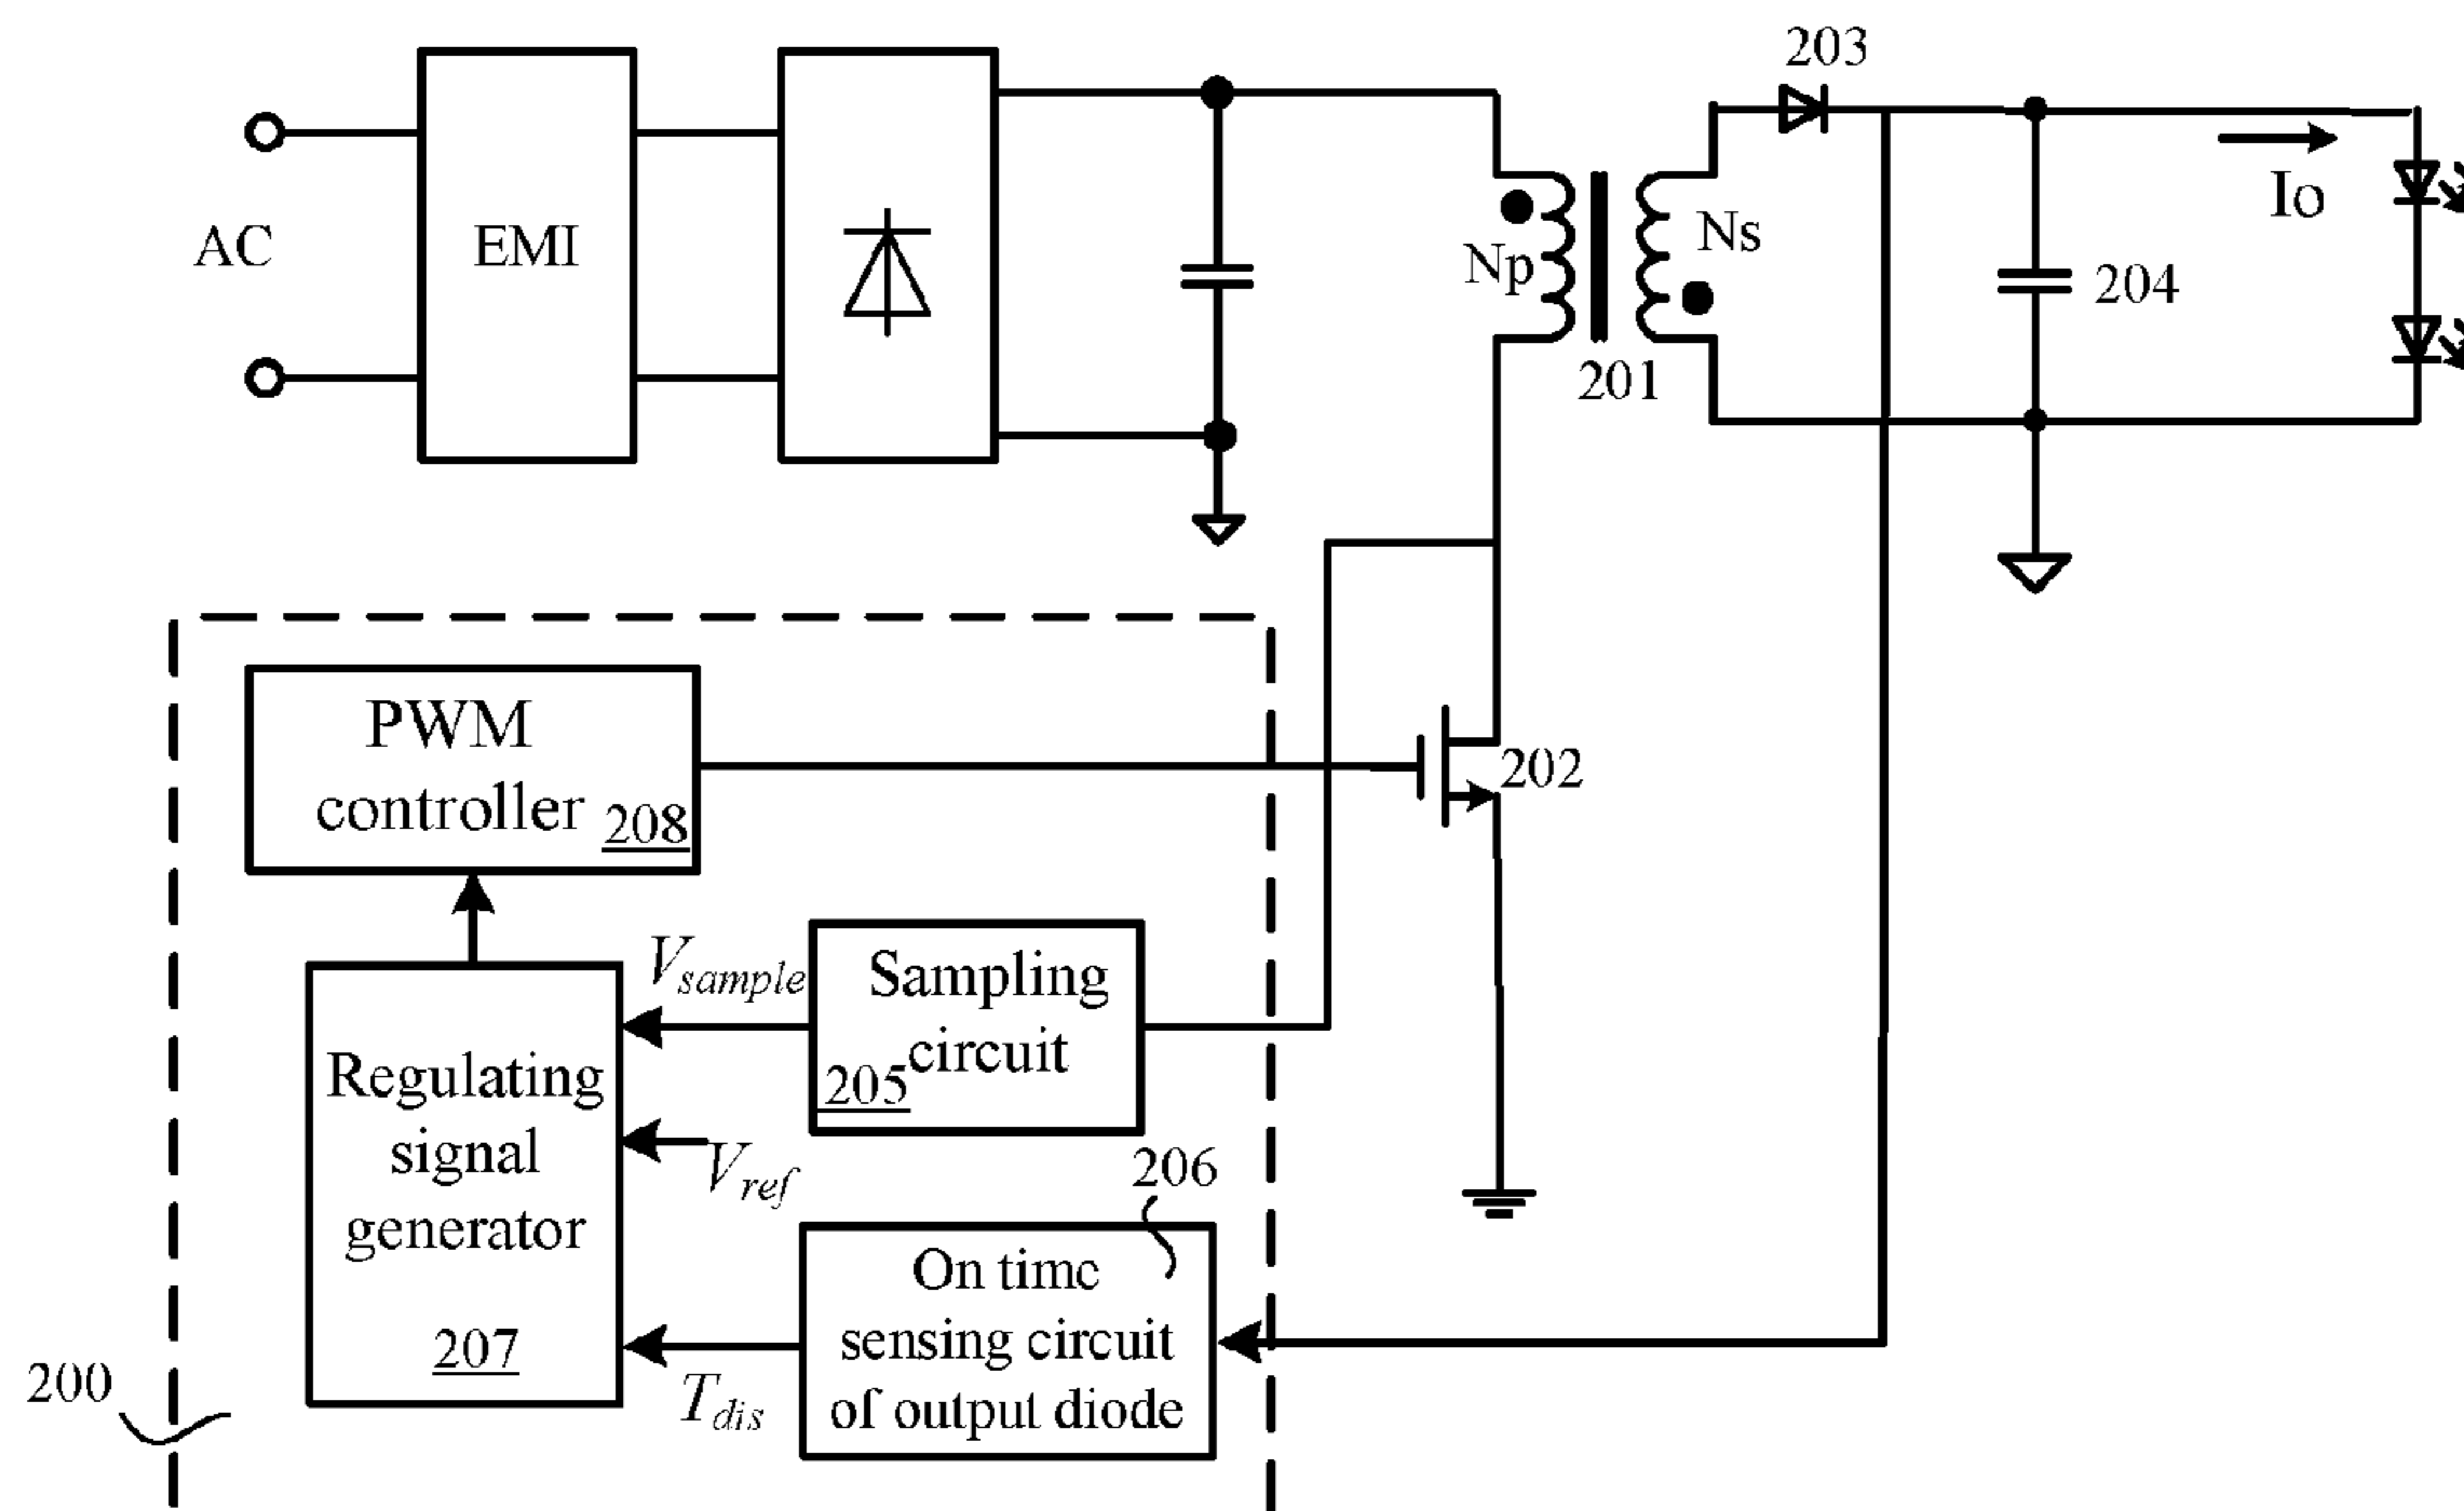 203
AC
EMI
Np
Ns
Io
204
201
PWM
controller 208
202
Vsample
Sampling
circuit
205
Regulating
signal
generator
207
Vref
206
On time
sensing circuit
of output diode
Tdis
200